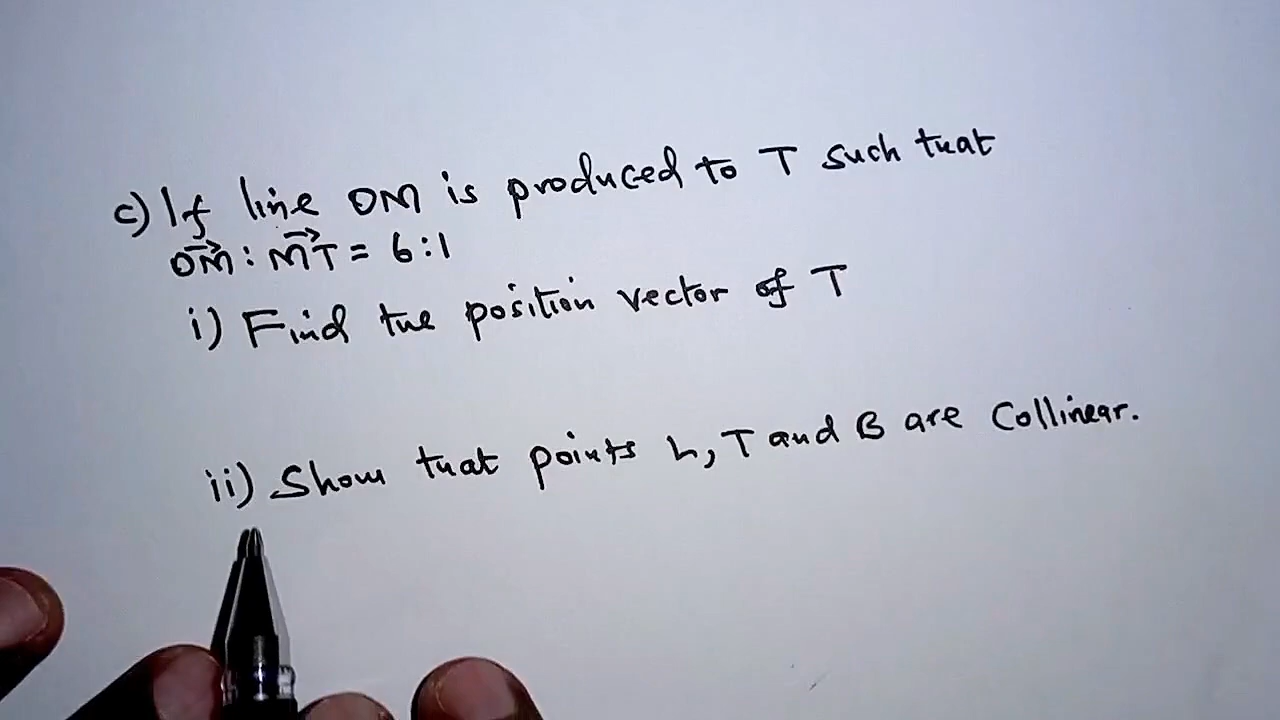 c) If line OM is produced to T such that
OM : MT = 6:1
i) Find the position vector of T
ii) Show that points L, T and B are Collinear.